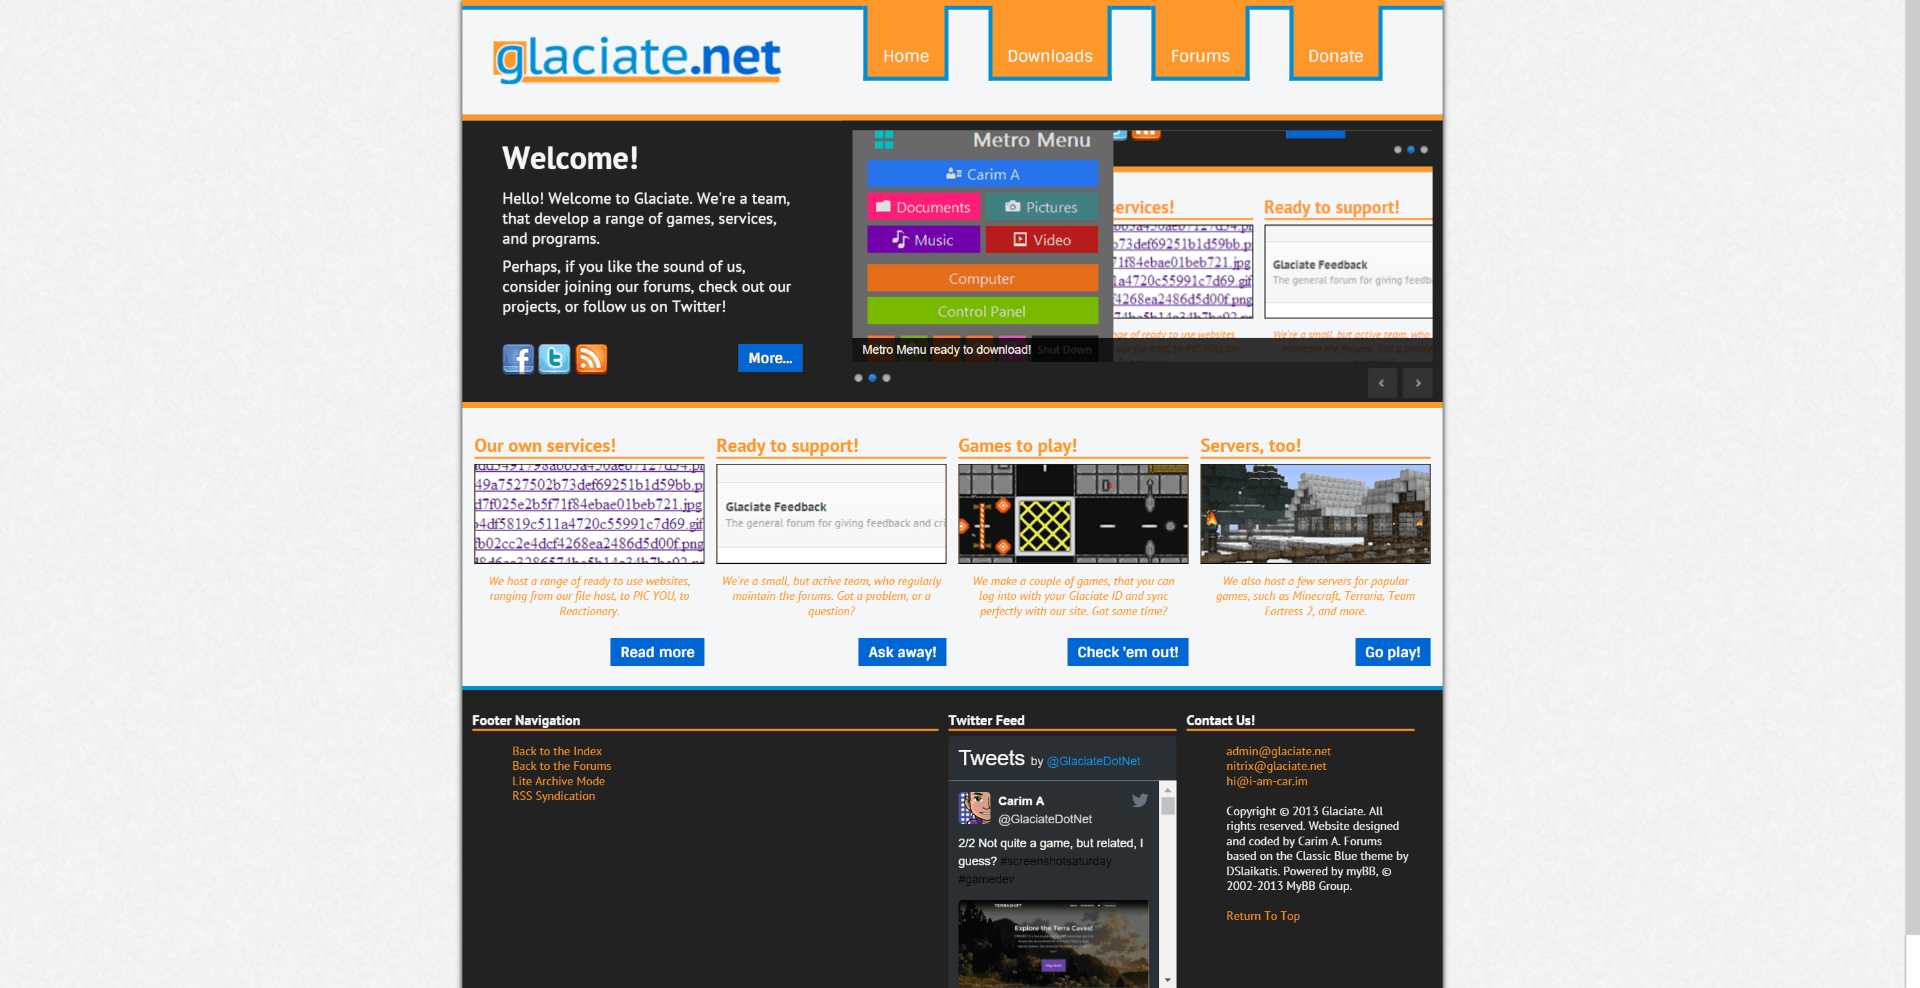 glaciate.net
Home
Downloads
Forums
Donate
Welcome!
Hello! Welcome to Glaciate. We're a team,
that develop a range of games, services,
and programs.
Perhaps, if you like the sound of us,
consider joining our forums, check out our
projects, or follow us on Twitter!
More...
Metro Menu
Carim A
Documents
Pictures
Music
Video
Computer
Control Panel
Shut Down
Metro Menu ready to download!
services!
Ready to support!
Glaciate Feedback
Our own services!
49a7527502b73def69251b1d59bb.p
d7f025e2b5f71f84ebae01beb721.jpg
b4df5819c511a4720c55991c7d69.gif
fb02cc2e4dcf4268ea2486d5d00f.png
We host a range of ready to use websites,
ranging from our file host, to PIC YOU, to
Reactionary.
Read more
Ready to support!
Glaciate Feedback
The general forum for giving feedback and cri
We're a small, but active team, who regularly
maintain the forums. Got a problem, or a
question?
Ask away!
Games to play!
We make a couple of games, that you can
log into with your Glaciate ID and sync
perfectly with our site. Got some time?
Check 'em out!
Servers, too!
We also host a few servers for popular
games, such as Minecraft, Terraria, Team
Fortress 2, and more.
Go play!
Footer Navigation
Back to the Index
Back to the Forums
Lite Archive Mode
RSS Syndication
Twitter Feed
Tweets by @GlaciateDotNet
Carim A
@GlaciateDotNet
2/2 Not quite a game, but related, I
guess? #screenshotsaturday
#gamedev
TERRASHIFT
Explore the Terra Caves!
Contact Us!
admin@glaciate.net
nitrix@glaciate.net
hi@i-am-car.im
Copyright © 2013 Glaciate. All
rights reserved. Website designed
and coded by Carim A. Forums
based on the Classic Blue theme by
DSlaikatis. Powered by myBB, ©
2002-2013 MyBB Group.
Return To Top